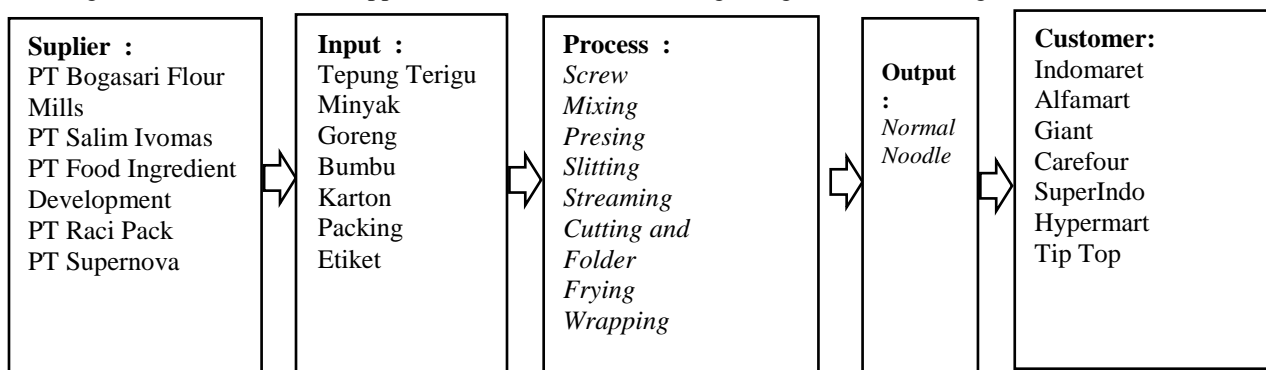 Suplier :
PT Bogasari Flour
Mills
PT Salim Ivomas
PT Food Ingredient
Development
PT Raci Pack
PT Supernova
Input :
Tepung Terigu
Minyak
Goreng
Bumbu
Karton
Packing
Etiket
Process :
Screw
Mixing
Presing
Slitting
Streaming
Cutting and
Folder
Frying
Wrapping
Output
:
Normal
Noodle
Customer:
Indomaret
Alfamart
Giant
Carefour
SuperIndo
Hypermart
Tip Top